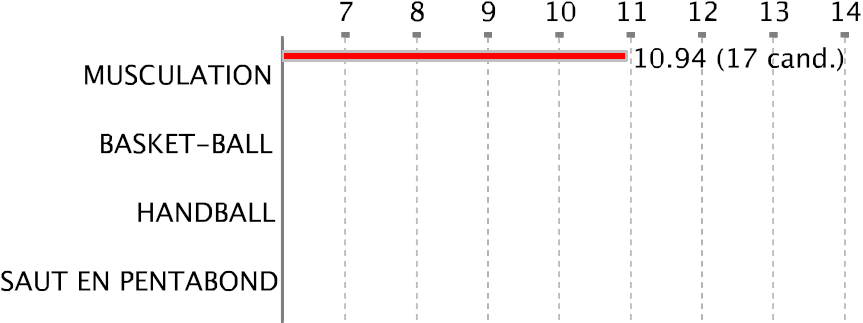 7 8 9 10 11 12 13 14
MUSCULATION 10.94 (17 cand.)
BASKET-BALL
HANDBALL
SAUT EN PENTABOND